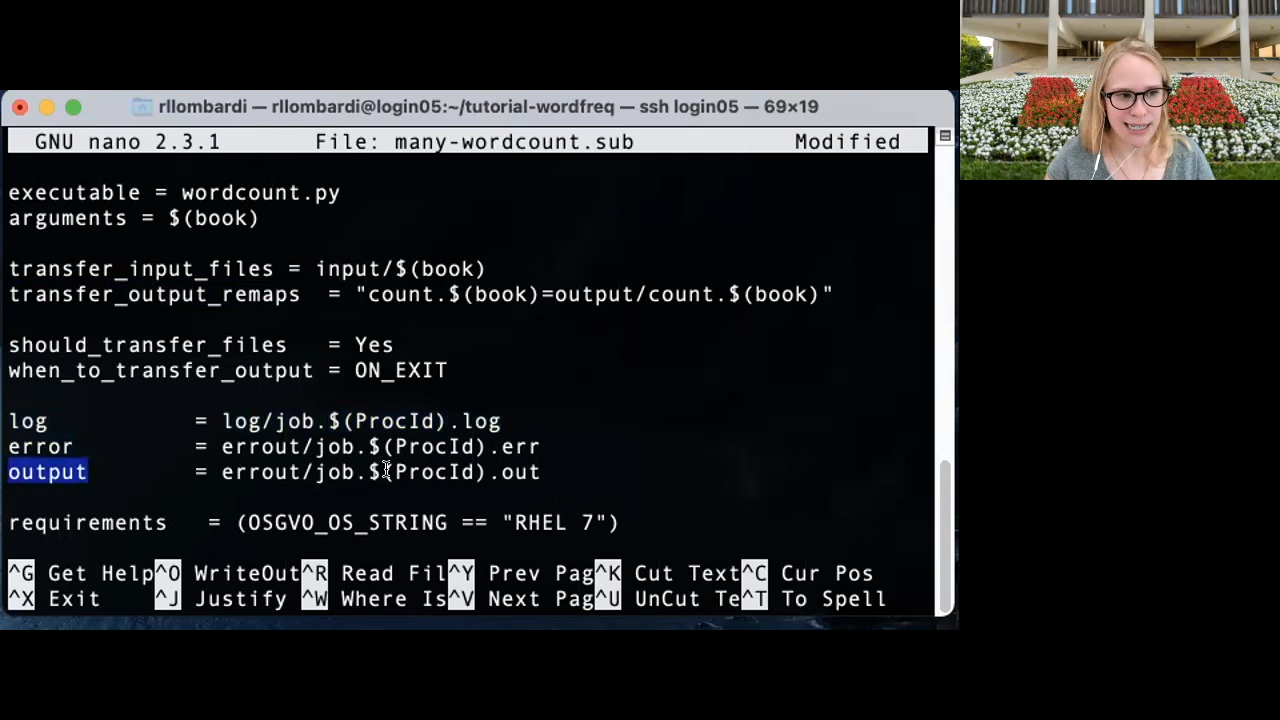 rllombardi — rllombardi@login05:~/tutorial-wordfreq — ssh login05 — 69×19
GNU nano 2.3.1 File: many-wordcount.sub Modified
executable = wordcount.py
arguments = $(book)
transfer_input_files = input/$(book)
transfer_output_remaps = "count.$(book)=output/count.$(book)"
should_transfer_files = Yes
when_to_transfer_output = ON_EXIT
log = log/job.$(ProcId).log
error = errout/job.$(ProcId).err
output = errout/job.$(ProcId).out
requirements = (OSGVO_OS_STRING == "RHEL 7")
^G Get Help^O WriteOut^R Read Fil^Y Prev Pag^K Cut Text^C Cur Pos
^X Exit ^J Justify ^W Where Is^V Next Pag^U UnCut Te^T To Spell